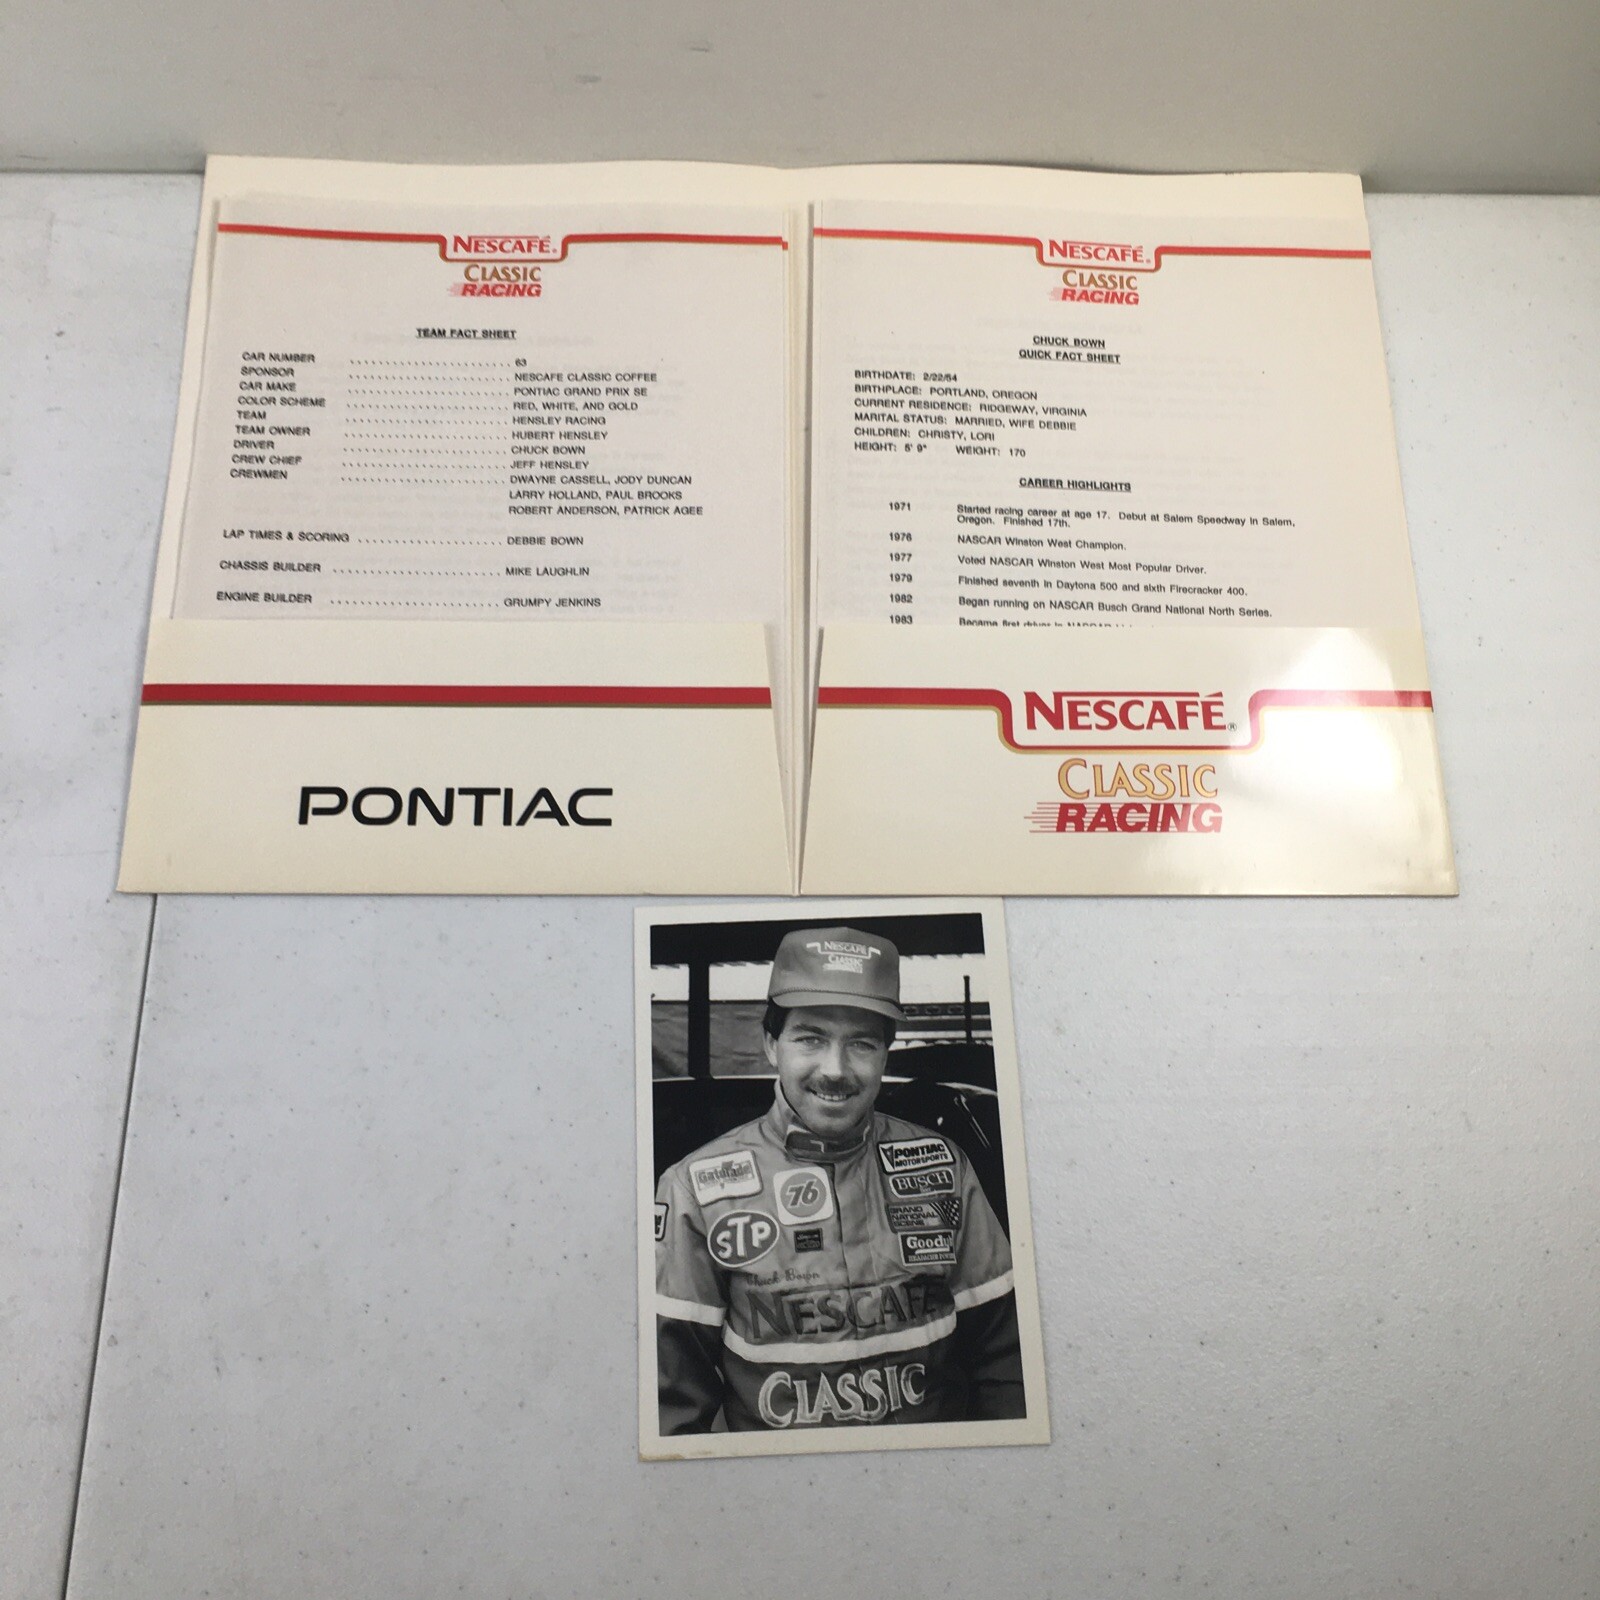 NESCAFÉ®
CLASSIC
RACING
TEAM FACT SHEET
CAR NUMBER ........................ 63
SPONSOR ........................ NESCAFE CLASSIC COFFEE
CAR MAKE ........................ PONTIAC GRAND PRIX SE
COLOR SCHEME ........................ RED, WHITE, AND GOLD
TEAM ........................ HENSLEY RACING
TEAM OWNER ........................ HUBERT HENSLEY
DRIVER ........................ CHUCK BOWN
CREW CHIEF ........................ JEFF HENSLEY
CREWMEN ........................ DWAYNE CASSELL, JODY DUNCAN
LARRY HOLLAND, PAUL BROOKS
ROBERT ANDERSON, PATRICK AGEE
LAP TIMES & SCORING ..................... DEBBIE BOWN
CHASSIS BUILDER ........................ MIKE LAUGHLIN
ENGINE BUILDER ........................ GRUMPY JENKINS
PONTIAC
NESCAFÉ®
CLASSIC
RACING
CHUCK BOWN
QUICK FACT SHEET
BIRTHDATE: 2/22/54
BIRTHPLACE: PORTLAND, OREGON
CURRENT RESIDENCE: RIDGEWAY, VIRGINIA
MARITAL STATUS: MARRIED, WIFE DEBBIE
CHILDREN: CHRISTY, LORI
HEIGHT: 5' 9" WEIGHT: 170
CAREER HIGHLIGHTS
1971 Started racing career at age 17. Debut at Salem Speedway in Salem,
Oregon. Finished 17th.
1976 NASCAR Winston West Champion.
1977 Voted NASCAR Winston West Most Popular Driver.
1979 Finished seventh in Daytona 500 and sixth Firecracker 400.
1982 Began running on NASCAR Busch Grand National North Series.
1983 Became first driver in NASCAR
NESCAFÉ®
CLASSIC
RACING
NESCAFÉ
CLASSIC
Gatorade
76
STP
PONTIAC
MOTORSPORTS
BUSCH
GRAND
NATIONAL
SCENE
Goody's
HEADACHE POWDERS
Chuck Bown
NESCAFÉ
CLASSIC